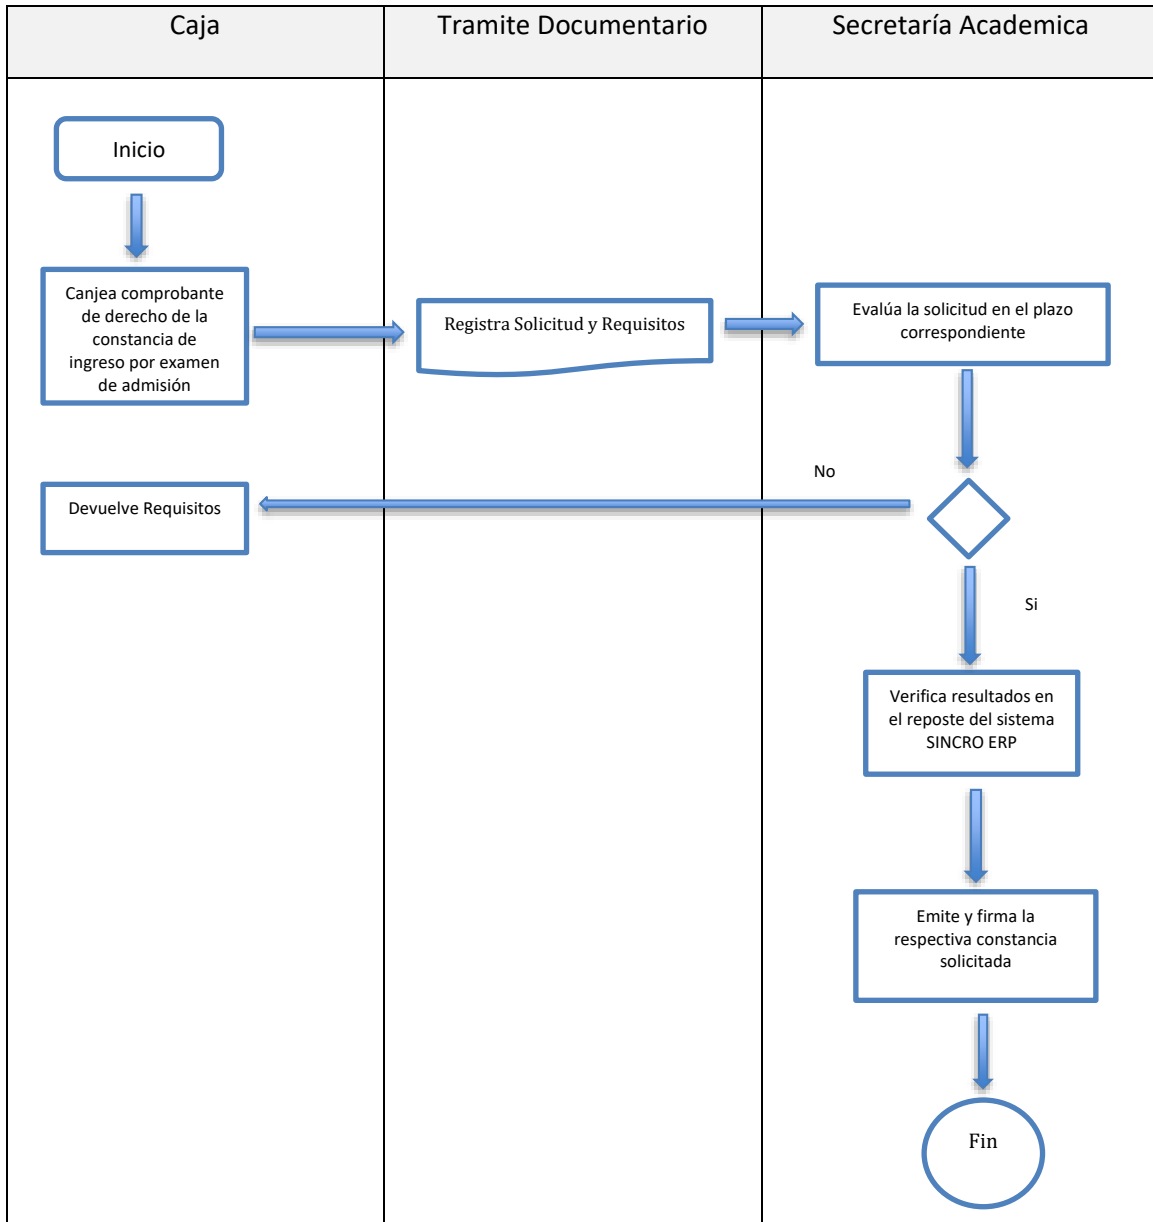 Caja
Tramite Documentario
Secretaría Academica
Inicio
Canjea comprobante
de derecho de la
constancia de
ingreso por examen
de admisión
Registra Solicitud y Requisitos
Evalúa la solicitud en el plazo
correspondiente
No
Devuelve Requisitos
Si
Verifica resultados en
el reposte del sistema
SINCRO ERP
Emite y firma la
respectiva constancia
solicitada
Fin